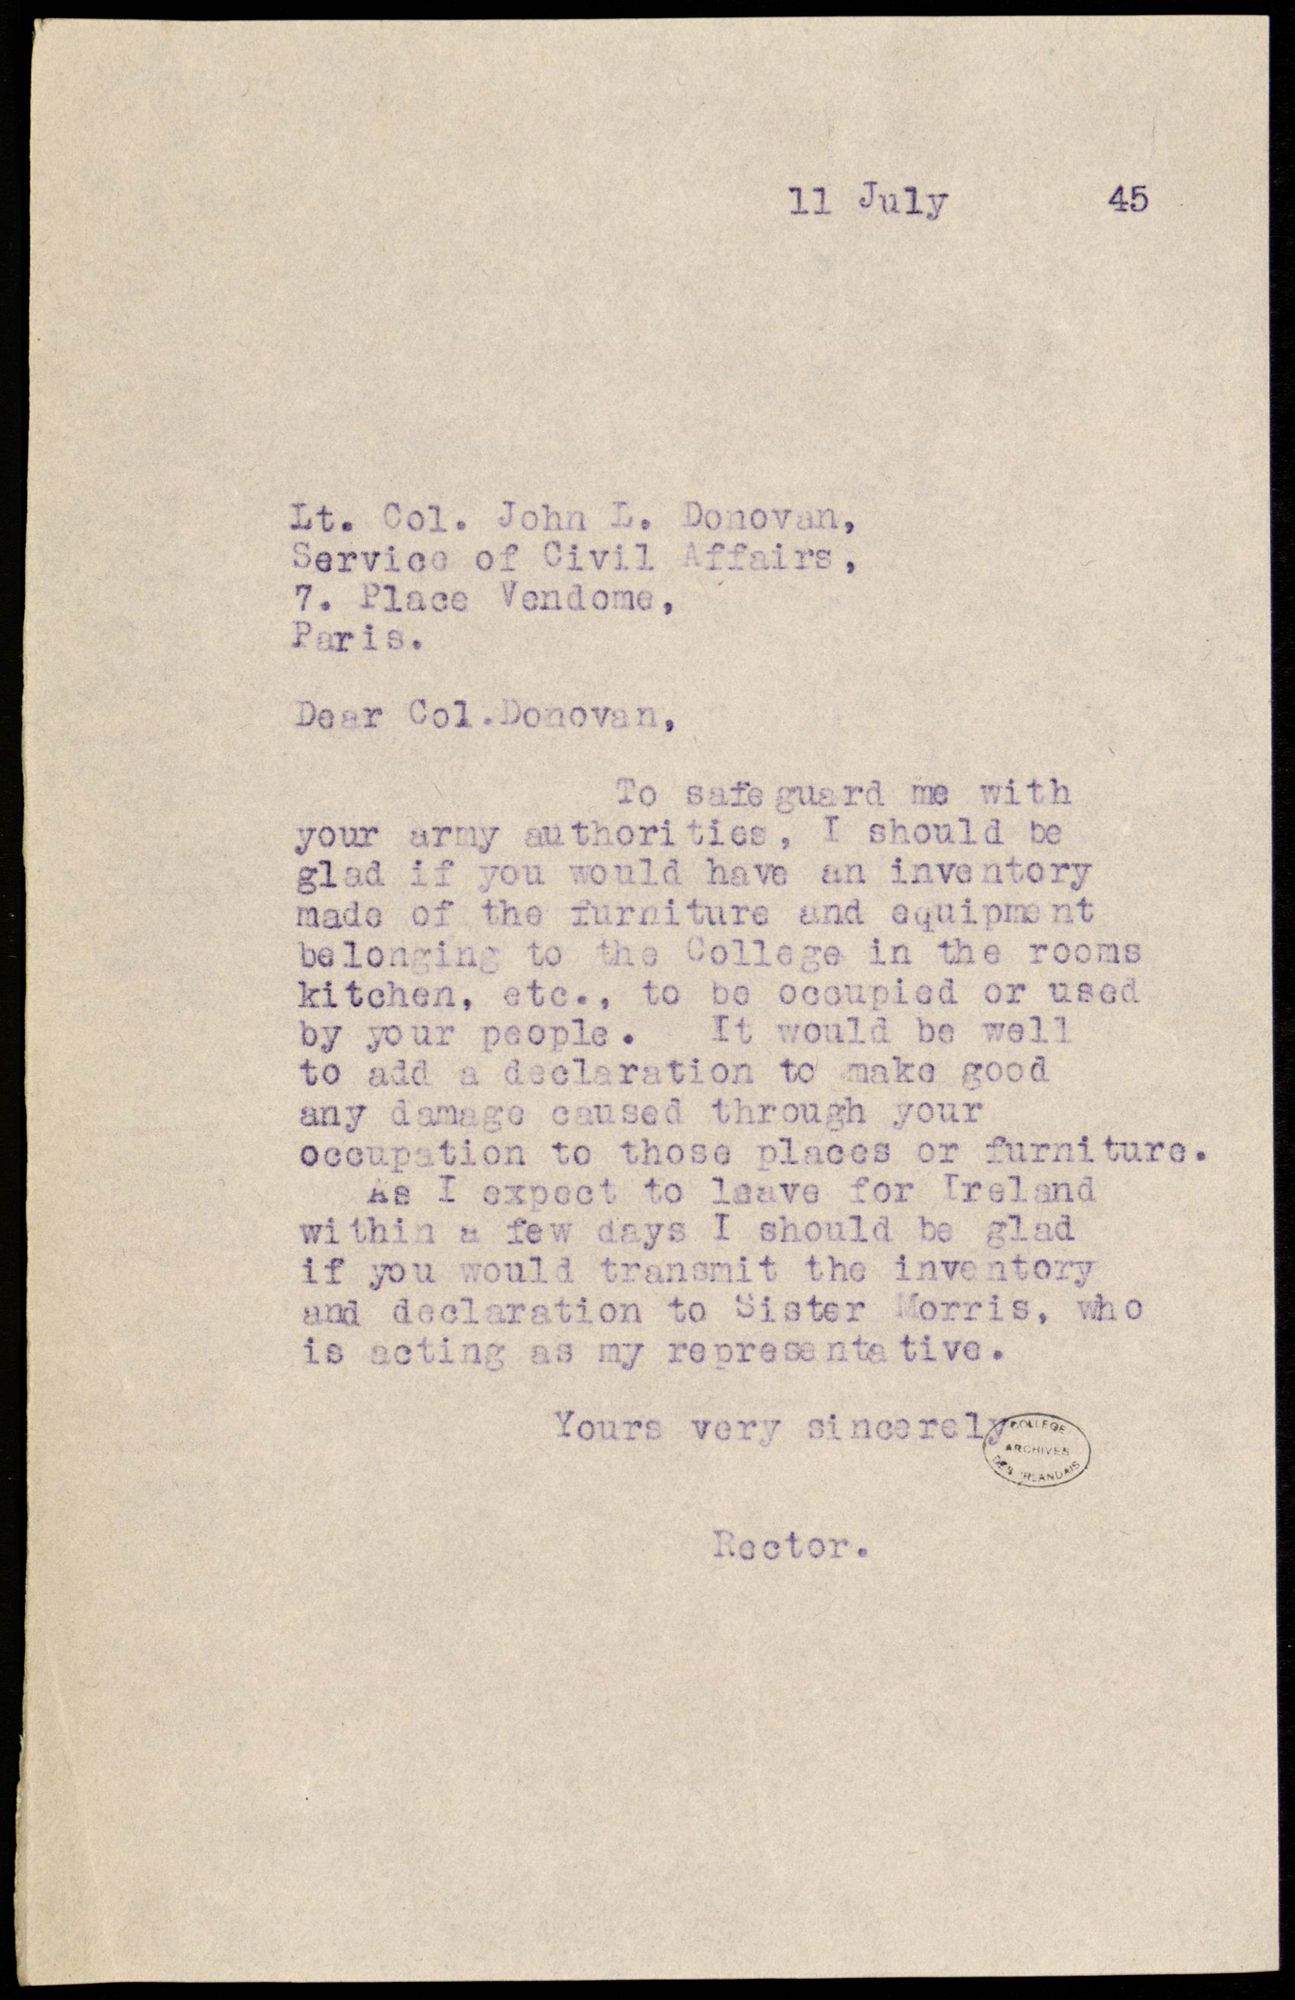 11 July 45
Lt. Col. John L. Donovan,
Service of Civil Affairs,
7. Place Vendome,
Paris.
Dear Col.Donovan,
To safeguard me with
your army authorities, I should be
glad if you would have an inventory
made of the furniture and equipment
belonging to the College in the rooms
kitchen, etc., to be occupied or used
by your people. It would be well
to add a declaration to make good
any damage caused through your
occupation to those places or furniture.
As I expect to leave for Ireland
within a few days I should be glad
if you would transmit the inventory
and declaration to Sister Morris, who
is acting as my representative.
Yours very sincerely
COLLEGE
ARCHIVES
DES IRLANDAIS
Rector.